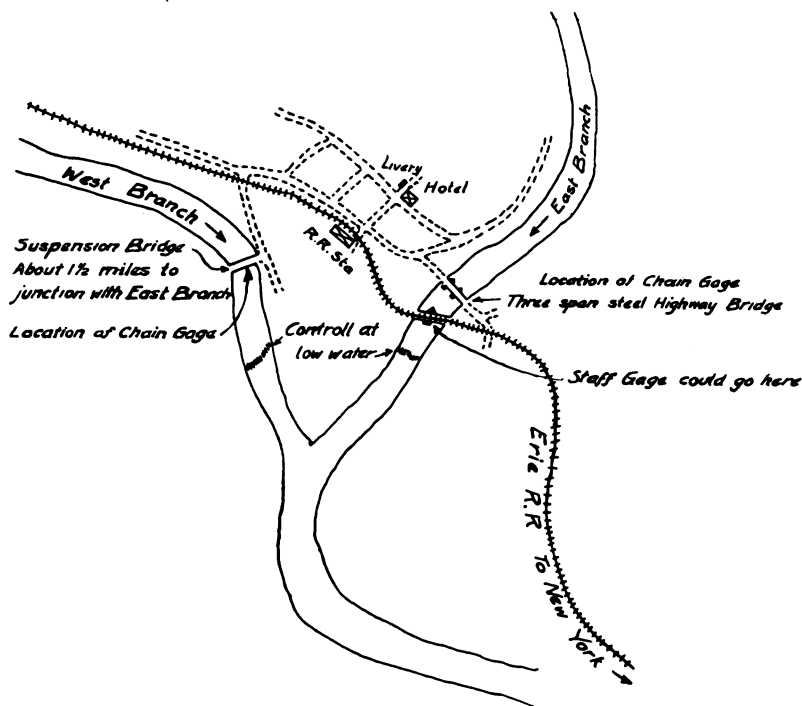 Livery
Hotel
East Branch
West Branch
R.R. Sta
Suspension Bridge
About 1½ miles to
junction with East Branch
Location of Chain Gage
Location of Chain Gage
Three span steel Highway Bridge
Controll at
low water
Staff Gage could go here
Erie R.R To New York